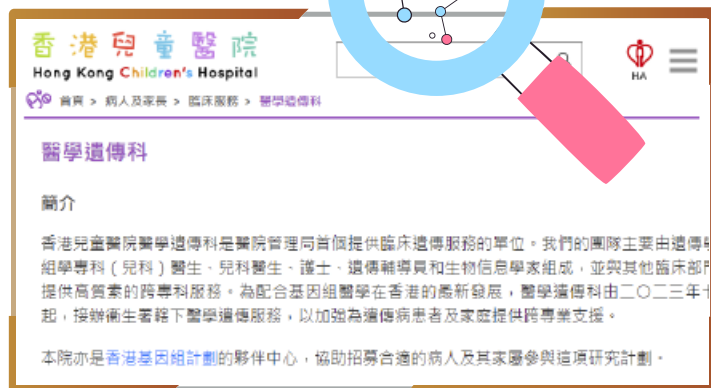 香港兒童醫院
Hong Kong Children's Hospital
HA
首頁 > 病人及家長 > 臨床服務 > 醫學遺傳科
醫學遺傳科
簡介
香港兒童醫院醫學遺傳科是醫院管理局首個提供臨床遺傳服務的單位。我們的團隊主要由遺傳學
組學專科(兒科)醫生、兒科醫生、護士、遺傳輔導員和生物信息學家組成,並與其他臨床部門
提供高質素的跨專科服務。為配合基因組醫學在香港的最新發展,醫學遺傳科由二〇二三年十
起,接辦衞生署轄下醫學遺傳服務,以加強為遺傳病患者及家庭提供跨專業支援。
本院亦是香港基因組計劃的夥伴中心,協助招募合適的病人及其家屬參與這項研究計劃。